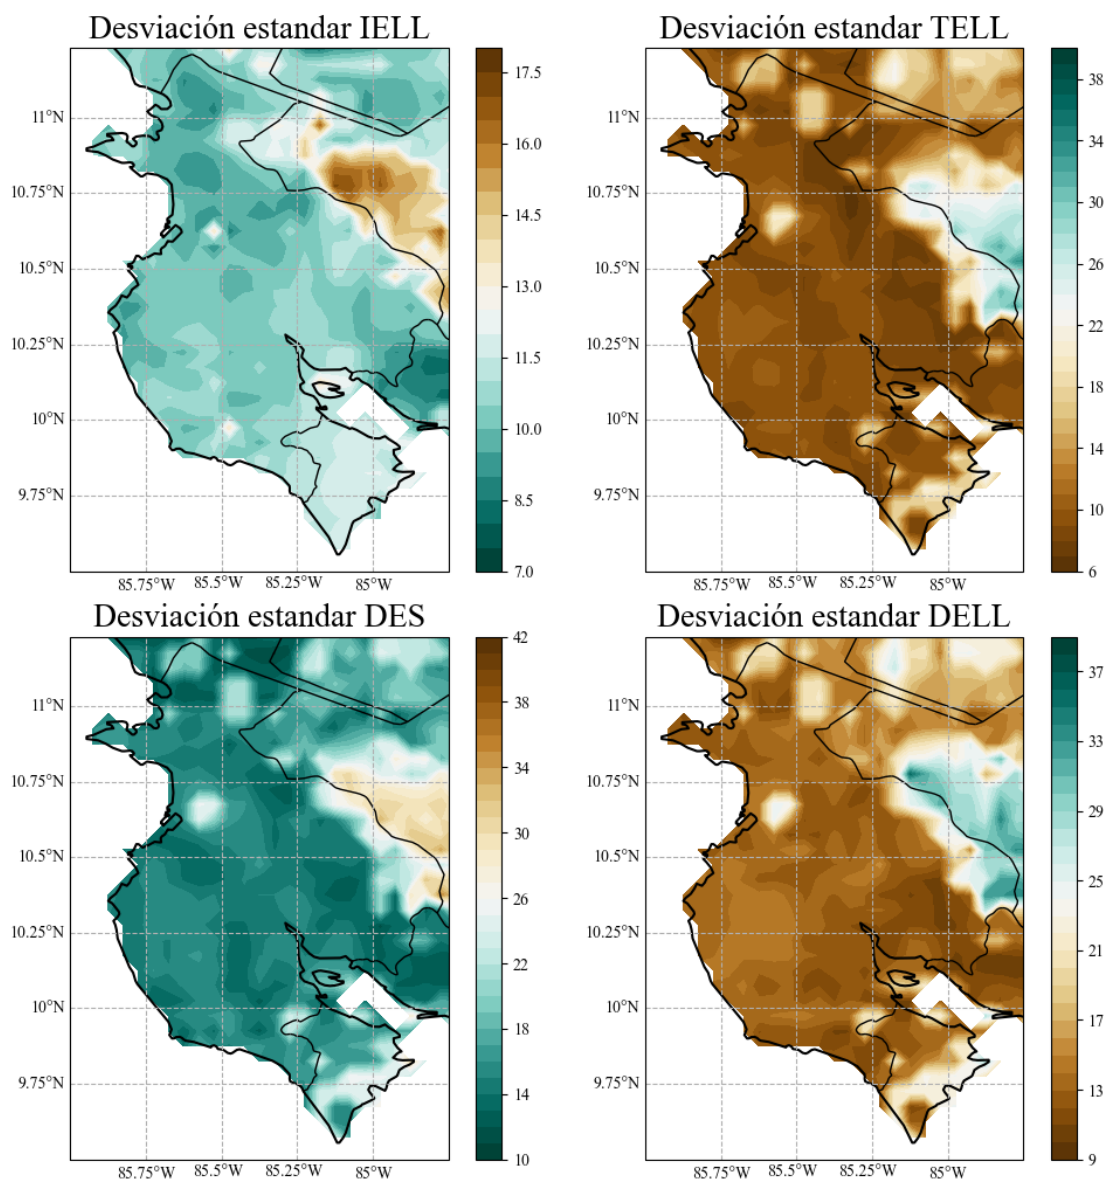 Desviación estandar IELL
11°N
10.75°N
10.5°N
10.25°N
10°N
9.75°N
85.75°W 85.5°W 85.25°W 85°W
17.5
16.0
14.5
13.0
11.5
10.0
8.5
7.0
Desviación estandar TELL
11°N
10.75°N
10.5°N
10.25°N
10°N
9.75°N
85.75°W 85.5°W 85.25°W 85°W
38
34
30
26
22
18
14
10
6
Desviación estandar DES
11°N
10.75°N
10.5°N
10.25°N
10°N
9.75°N
85.75°W 85.5°W 85.25°W 85°W
42
38
34
30
26
22
18
14
10
Desviación estandar DELL
11°N
10.75°N
10.5°N
10.25°N
10°N
9.75°N
85.75°W 85.5°W 85.25°W 85°W
37
33
29
25
21
17
13
9